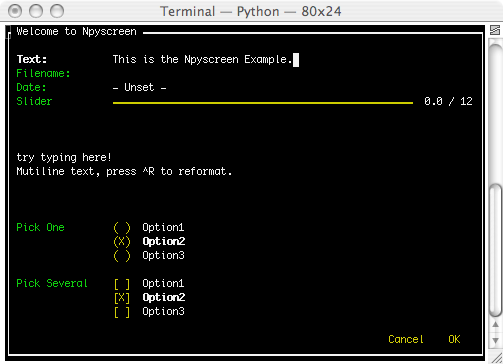 Terminal — Python — 80x24
Welcome to Npyscreen
Text: This is the Npyscreen Example.
Filename:
Date: - Unset -
Slider 0.0 / 12
try typing here!
Mutiline text, press ^R to reformat.
Pick One ( ) Option1
(X) Option2
( ) Option3
Pick Several [ ] Option1
[X] Option2
[ ] Option3
Cancel OK